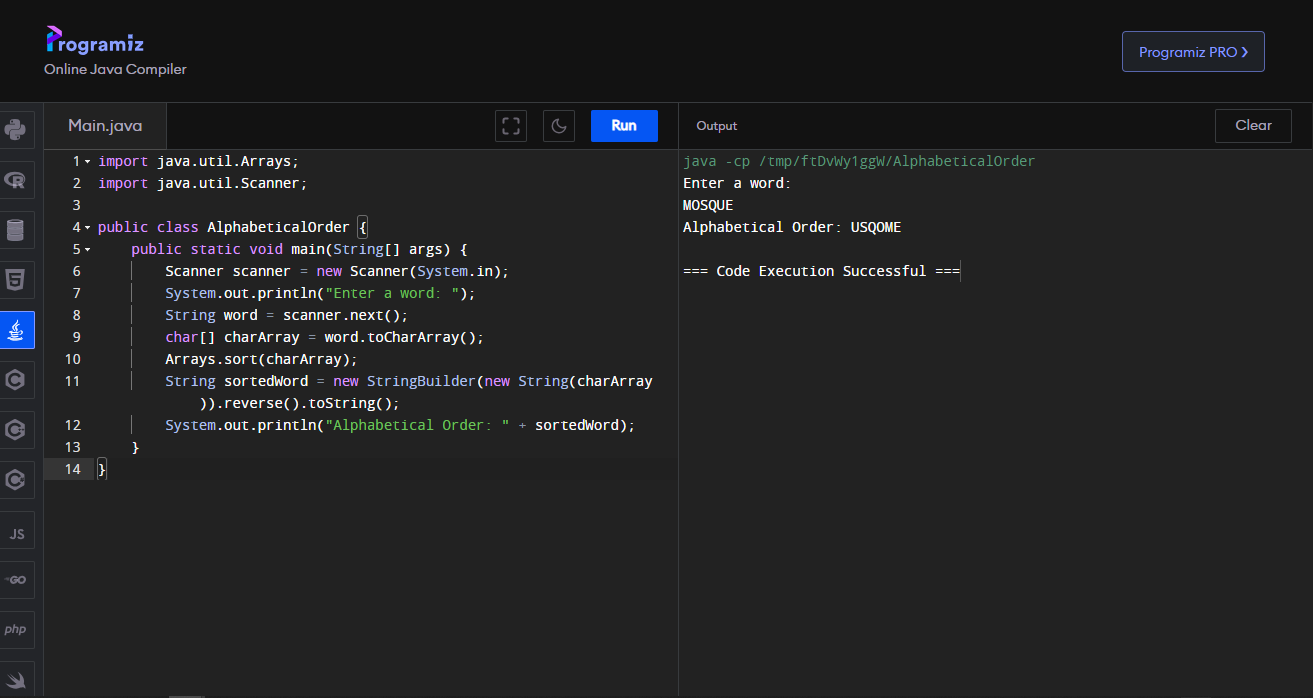 Programiz
Online Java Compiler
Programiz PRO
Main.java
Run
Output
Clear
1 import java.util.Arrays;
2 import java.util.Scanner;
3
4 public class AlphabeticalOrder {
5     public static void main(String[] args) {
6         Scanner scanner = new Scanner(System.in);
7         System.out.println("Enter a word: ");
8         String word = scanner.next();
9         char[] charArray = word.toCharArray();
10         Arrays.sort(charArray);
11         String sortedWord = new StringBuilder(new String(charArray
            )).reverse().toString();
12         System.out.println("Alphabetical Order: " + sortedWord);
13     }
14 }
java -cp /tmp/ftDvWy1ggW/AlphabeticalOrder
Enter a word:
MOSQUE
Alphabetical Order: USQOME
=== Code Execution Successful ===
R
5
C
C
C
JS
GO
php